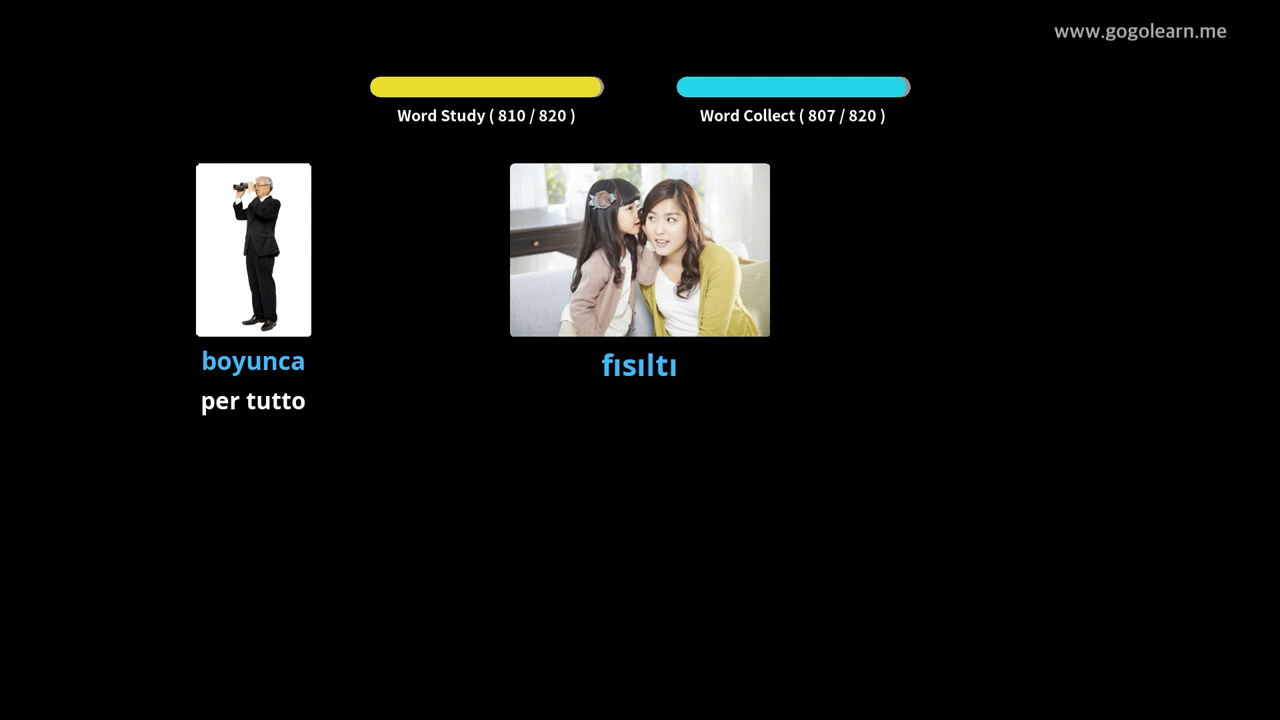 www.gogolearn.me
Word Study ( 810 / 820 )
Word Collect ( 807 / 820 )
boyunca
per tutto
fısıltı